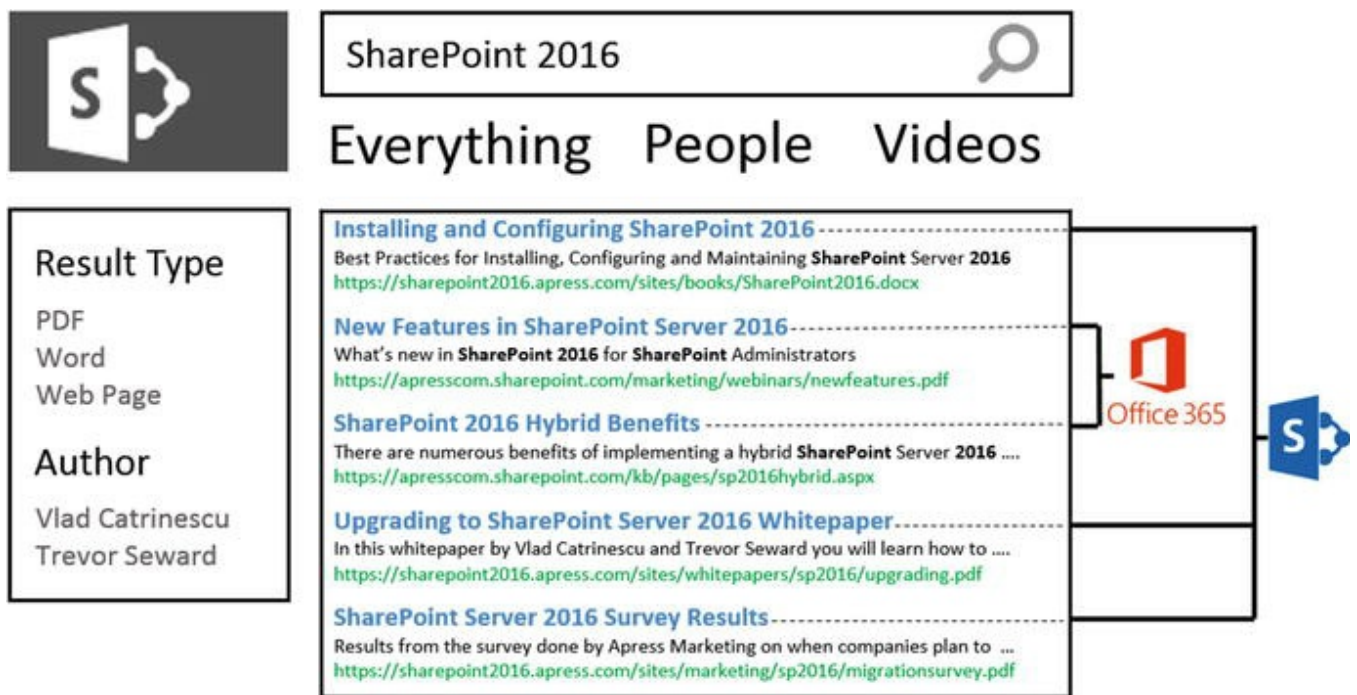 S
SharePoint 2016
Everything People Videos
Result Type
PDF
Word
Web Page
Author
Vlad Catrinescu
Trevor Seward
Installing and Configuring SharePoint 2016
Best Practices for Installing, Configuring and Maintaining SharePoint Server 2016
https://sharepoint2016.apress.com/sites/books/SharePoint2016.docx
New Features in SharePoint Server 2016
What's new in SharePoint 2016 for SharePoint Administrators
https://apresscom.sharepoint.com/marketing/webinars/newfeatures.pdf
SharePoint 2016 Hybrid Benefits
There are numerous benefits of implementing a hybrid SharePoint Server 2016 ....
https://apresscom.sharepoint.com/kb/pages/sp2016hybrid.aspx
Upgrading to SharePoint Server 2016 Whitepaper
In this whitepaper by Vlad Catrinescu and Trevor Seward you will learn how to ....
https://sharepoint2016.apress.com/sites/whitepapers/sp2016/upgrading.pdf
SharePoint Server 2016 Survey Results
Results from the survey done by Apress Marketing on when companies plan to ...
https://sharepoint2016.apress.com/sites/marketing/sp2016/migrationsurvey.pdf
Office 365
S